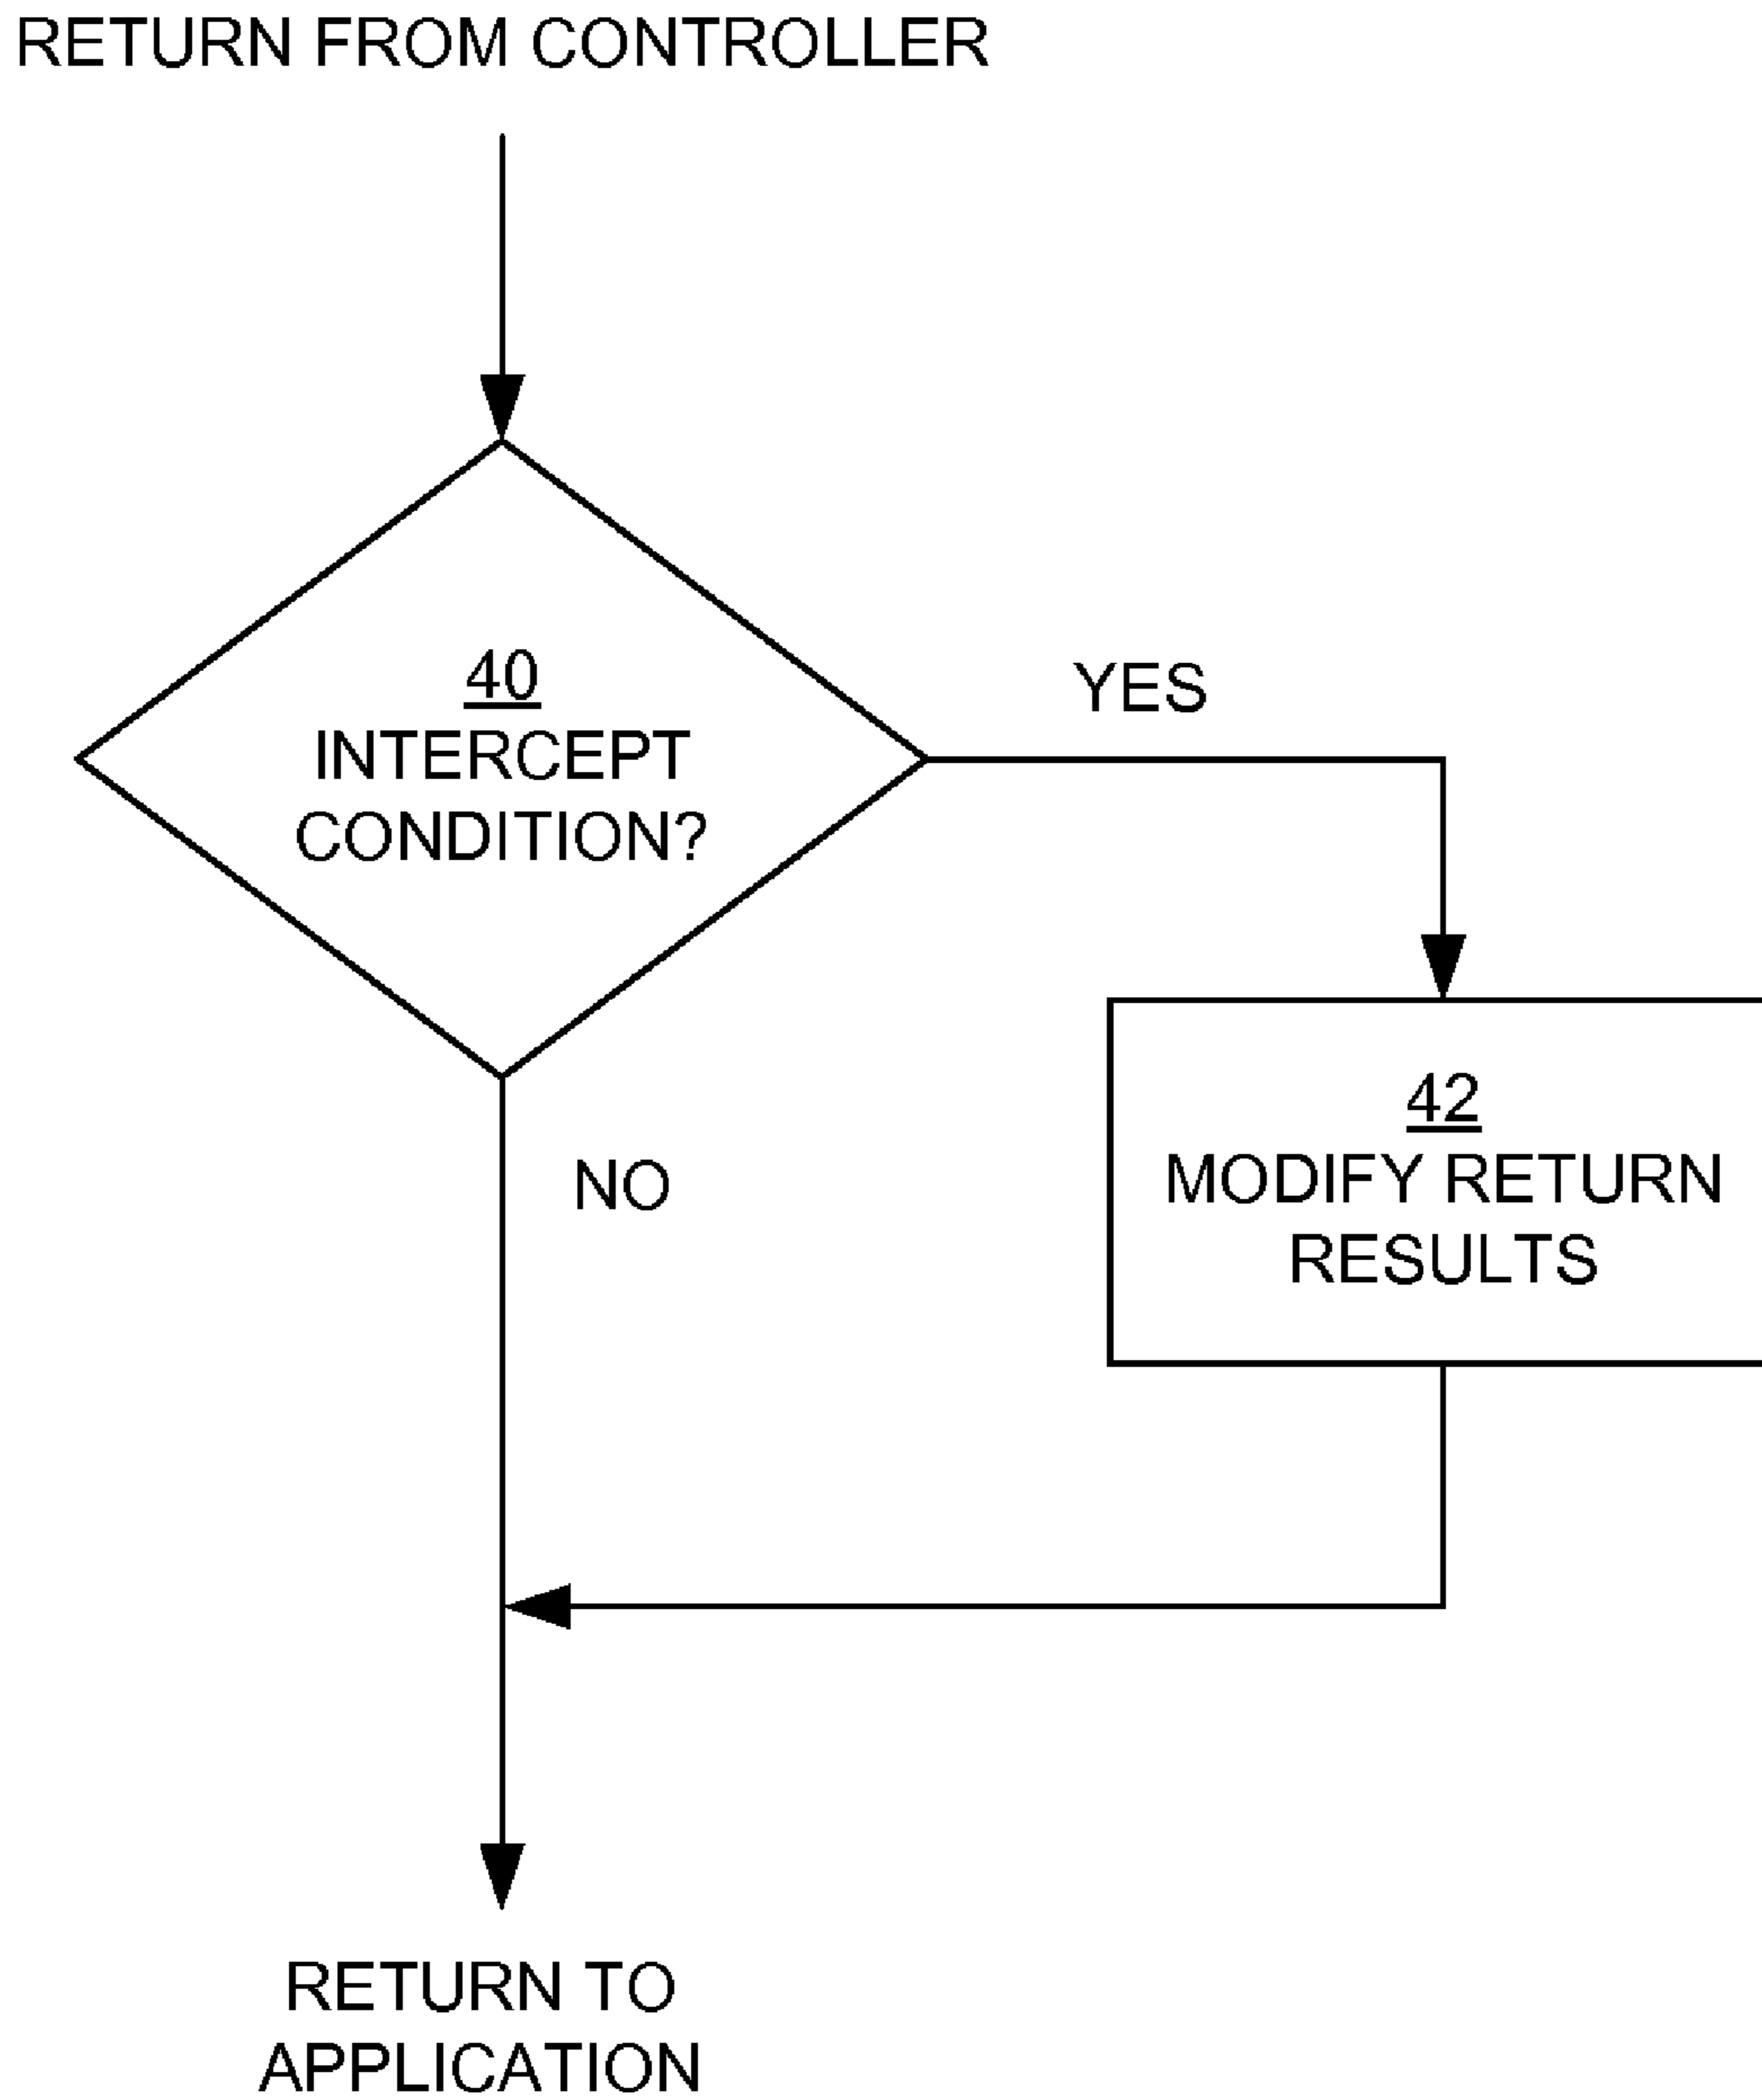 RETURN FROM CONTROLLER
40
INTERCEPT
CONDITION?
YES
NO
42
MODIFY RETURN
RESULTS
RETURN TO
APPLICATION